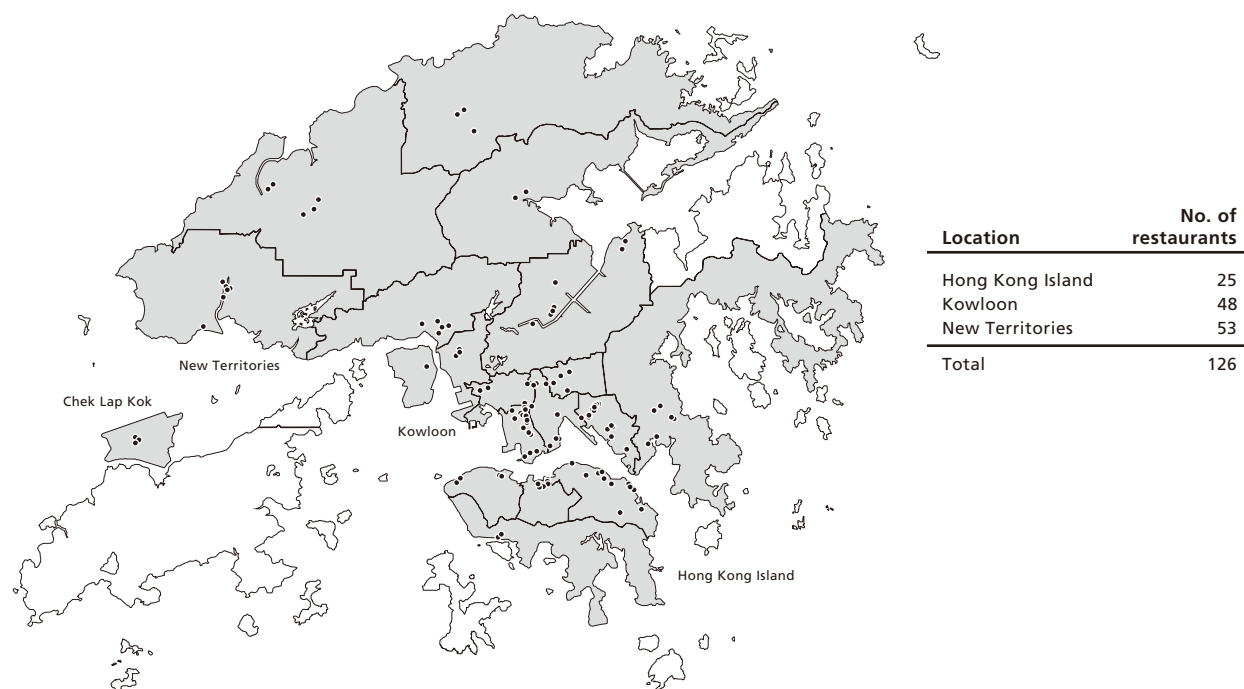 New Territories
Chek Lap Kok
Kowloon
Hong Kong Island
Location No. of restaurants
Hong Kong Island 25
Kowloon 48
New Territories 53
Total 126